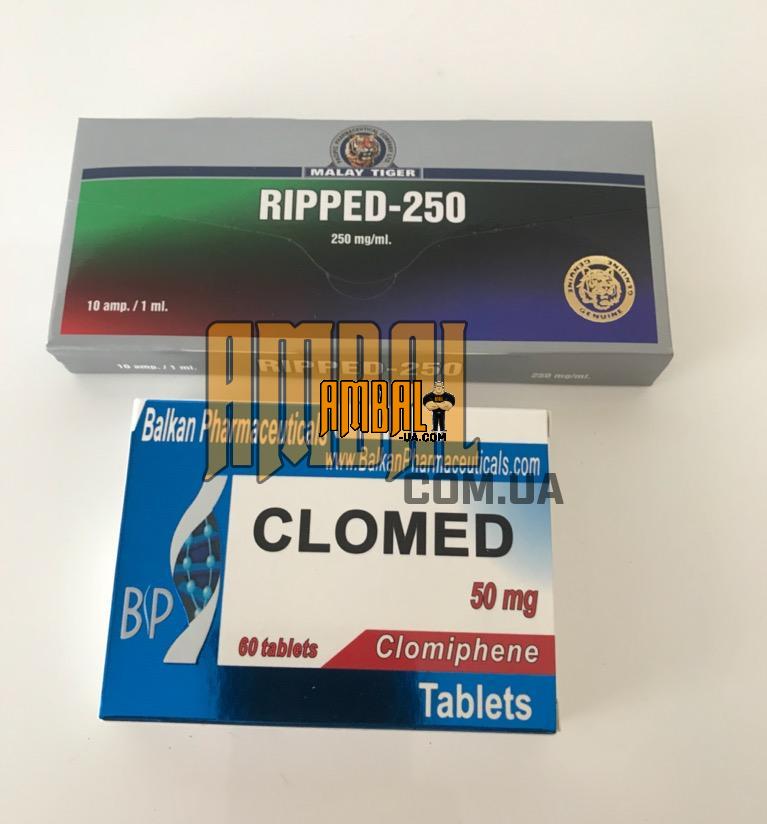 MALAY TIGER
RIPPED-250
250 mg/ml.
10 amp. / 1 ml.
GENUINE
GENUINE
GENUINE
10 amp. / 1 ml.
RIPPED-250
250 mg/ml.
AMBAL
COM.UA
AMBAL
-UA.COM
Balkan Pharmaceuticals
www.BalkanPharmaceuticals.com
CLOMED
50 mg
BP
60 tablets
Clomiphene
Tablets